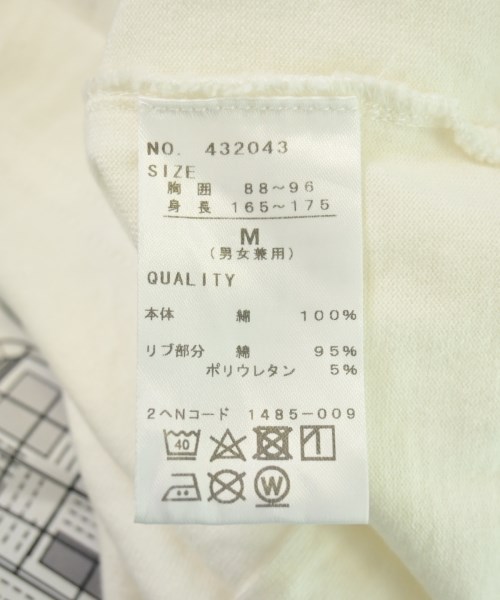 NO. 432043
SIZE
胸 囲 88～96
身 長 165～175
M
(男女兼用)
QUALITY
本体 綿 100%
リブ部分 綿 95%
ポリウレタン 5%
2ヘNコード 1485-009
40
W